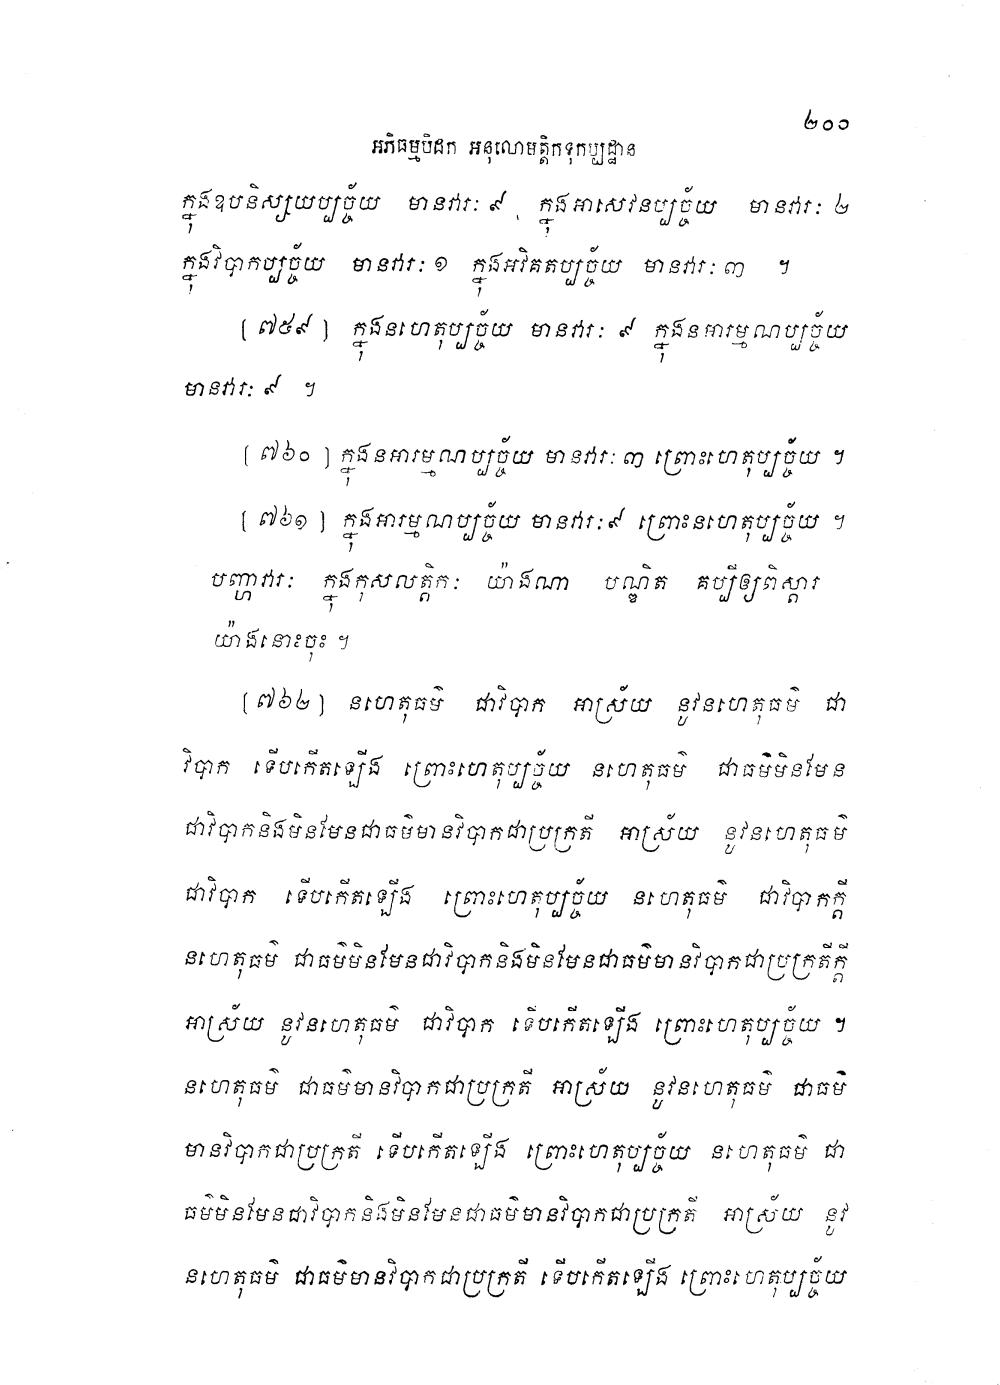 ២០១
អភិធម្មបិដក អនុលោមត្តិកទុកប្បដ្ឋាន
ក្នុងឧបនិស្សយប្បច្ច័យ មានវារៈ ៩ ក្នុងអាសេវនប្បច្ច័យ មានវារៈ ២
ក្នុងវិបាកប្បច្ច័យ មានវារៈ ១ ក្នុងអវិគតប្បច្ច័យ មានវារៈ ៣ ។
[៧៥៩] ក្នុងនហេតុប្បច្ច័យ មានវារៈ ៩ ក្នុងនអារម្មណប្បច្ច័យ
មានវារៈ ៩ ។
[៧៦០] ក្នុងនអារម្មណប្បច្ច័យ មានវារៈ ៣ ព្រោះហេតុប្បច្ច័យ ។
[៧៦១] ក្នុងអារម្មណប្បច្ច័យ មានវារៈ ៩ ព្រោះនហេតុប្បច្ច័យ ។
បញ្ហាវារៈ ក្នុងកុសលត្តិកៈ យ៉ាងណា បណ្ឌិត គប្បីឲ្យពិស្តារ
យ៉ាងនោះចុះ ។
[៧៦២] នហេតុធម៌ ជាវិបាក អាស្រ័យ នូវនហេតុធម៌ ជា
វិបាក ទើបកើតឡើង ព្រោះហេតុប្បច្ច័យ នហេតុធម៌ ជាធម៌មិនមែន
ជាវិបាកនិងមិនមែនជាធម៌មានវិបាកជាប្រក្រតី អាស្រ័យ នូវនហេតុធម៌
ជាវិបាក ទើបកើតឡើង ព្រោះហេតុប្បច្ច័យ នហេតុធម៌ ជាវិបាកក្តី
នហេតុធម៌ ជាធម៌មិនមែនជាវិបាកនិងមិនមែនជាធម៌មានវិបាកជាប្រក្រតីក្តី
អាស្រ័យ នូវនហេតុធម៌ ជាវិបាក ទើបកើតឡើង ព្រោះហេតុប្បច្ច័យ ។
នហេតុធម៌ ជាធម៌មានវិបាកជាប្រក្រតី អាស្រ័យ នូវនហេតុធម៌ ជាធម៌
មានវិបាកជាប្រក្រតី ទើបកើតឡើង ព្រោះហេតុប្បច្ច័យ នហេតុធម៌ ជា
ធម៌មិនមែនជាវិបាកនិងមិនមែនជាធម៌មានវិបាកជាប្រក្រតី អាស្រ័យ នូវ
នហេតុធម៌ ជាធម៌មានវិបាកជាប្រក្រតី ទើបកើតឡើង ព្រោះហេតុប្បច្ច័យ